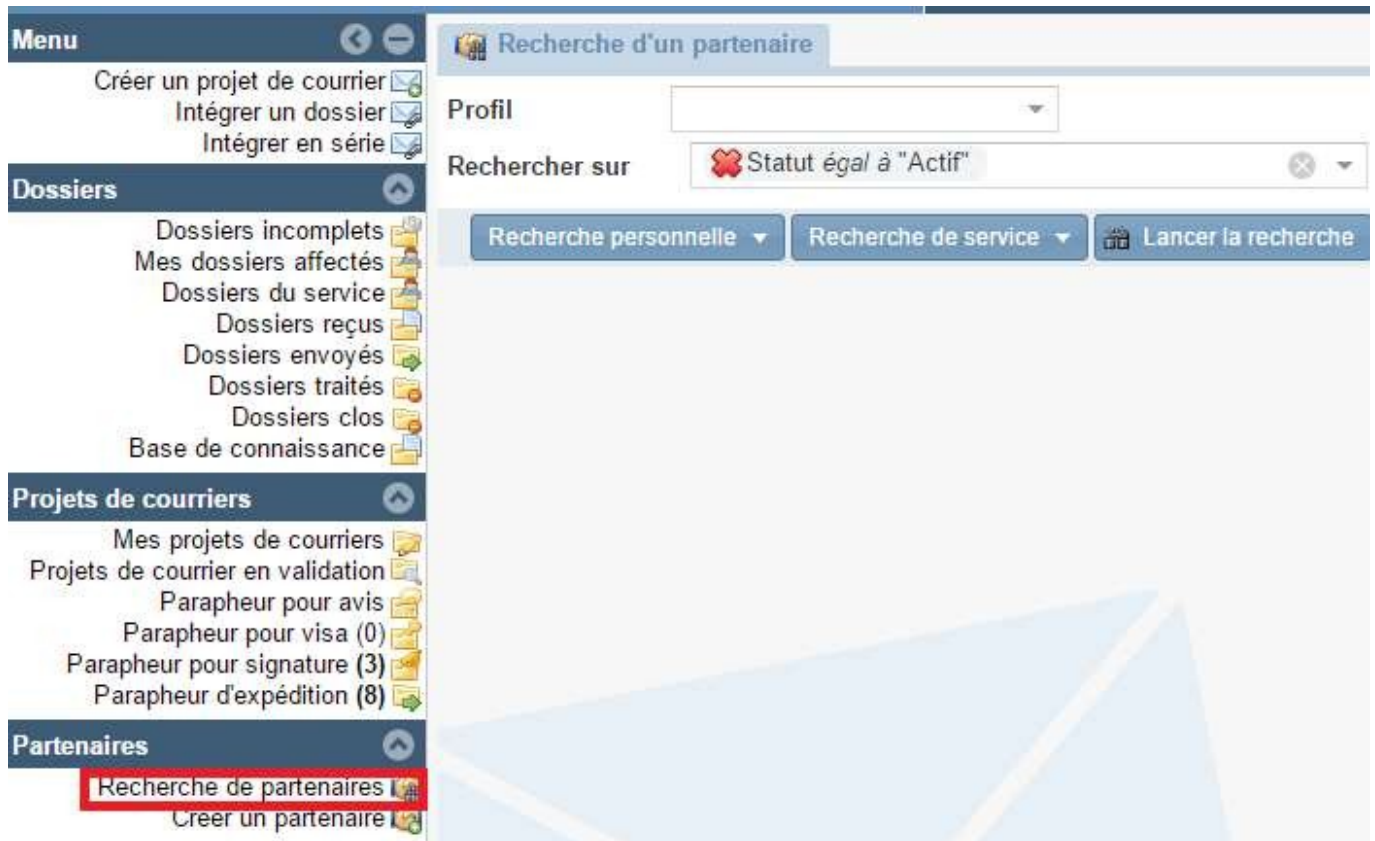 Menu
Créer un projet de courrier
Intégrer un dossier
Intégrer en série
Dossiers
Dossiers incomplets
Mes dossiers affectés
Dossiers du service
Dossiers reçus
Dossiers envoyés
Dossiers traités
Dossiers clos
Base de connaissance
Projets de courriers
Mes projets de courriers
Projets de courrier en validation
Parapheur pour avis
Parapheur pour visa (0)
Parapheur pour signature (3)
Parapheur d'expédition (8)
Partenaires
Recherche de partenaires
Créer un partenaire
Recherche d'un partenaire
Profil
Rechercher sur Statut égal à "Actif"
Recherche personnelle Recherche de service Lancer la recherche